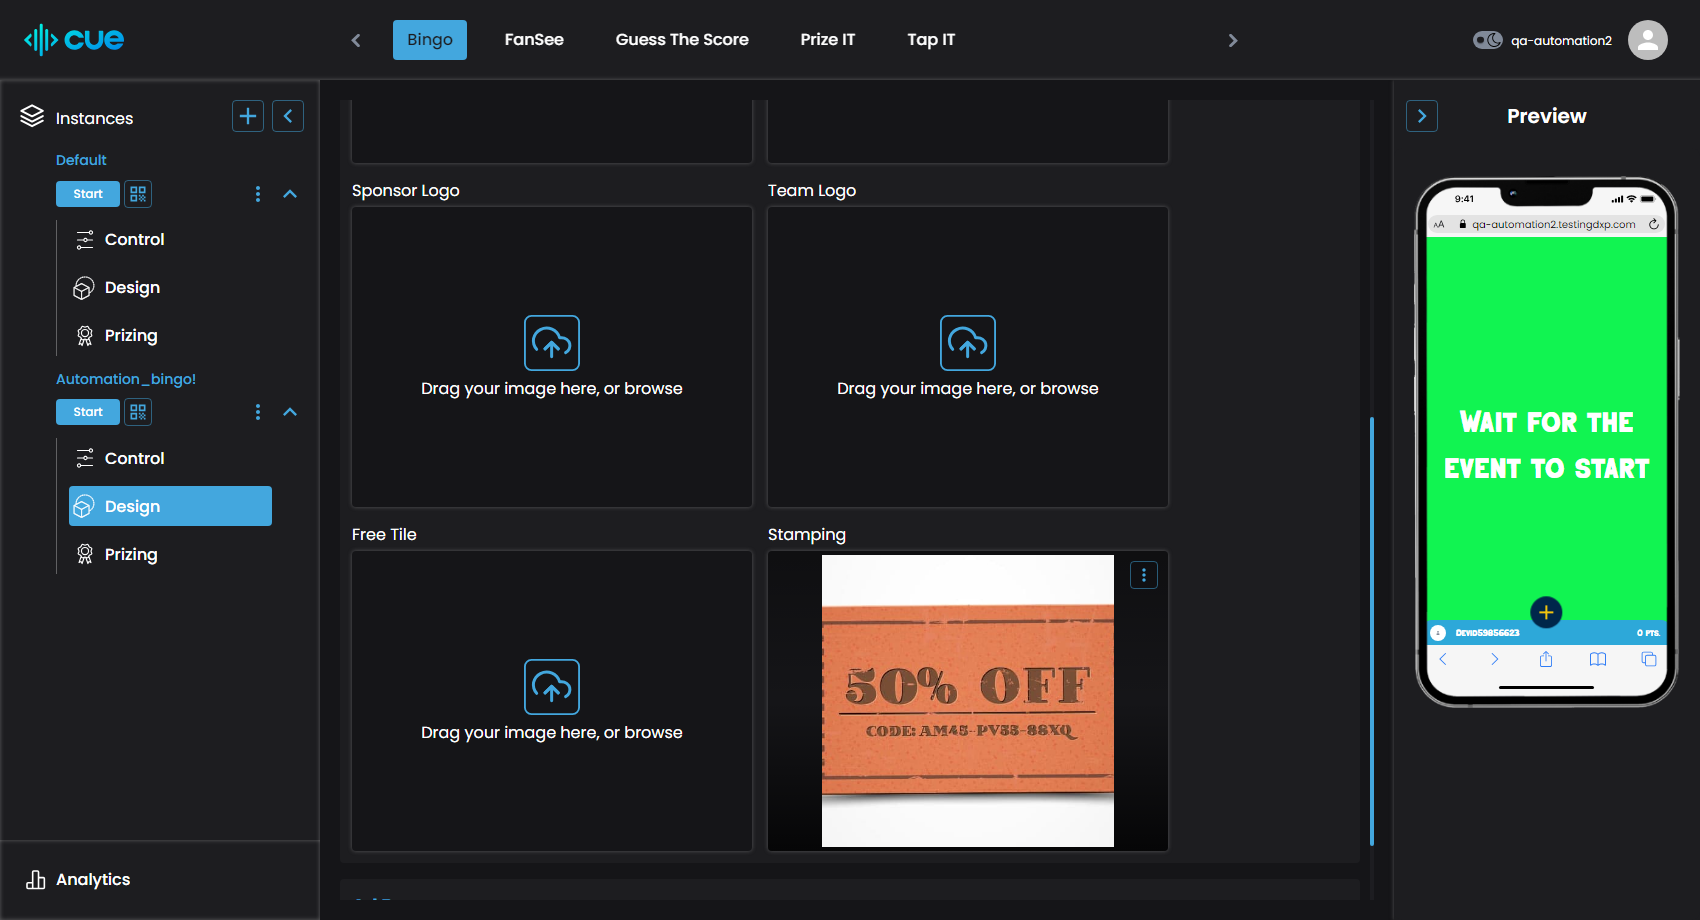 cue
Bingo
FanSee
Guess The Score
Prize IT
Tap IT
qa-automation2
Instances
Default
Start
Control
Design
Prizing
Automation_bingo!
Start
Control
Design
Prizing
Analytics
Sponsor Logo
Team Logo
Drag your image here, or browse
Drag your image here, or browse
Free Tile
Stamping
Drag your image here, or browse
50% OFF
CODE: AM45-PV55-88XQ
Preview
9:41
AA
qa-automation2.testingdxp.com
WAIT FOR THE
EVENT TO START
DEVID59856623
0 PTS.